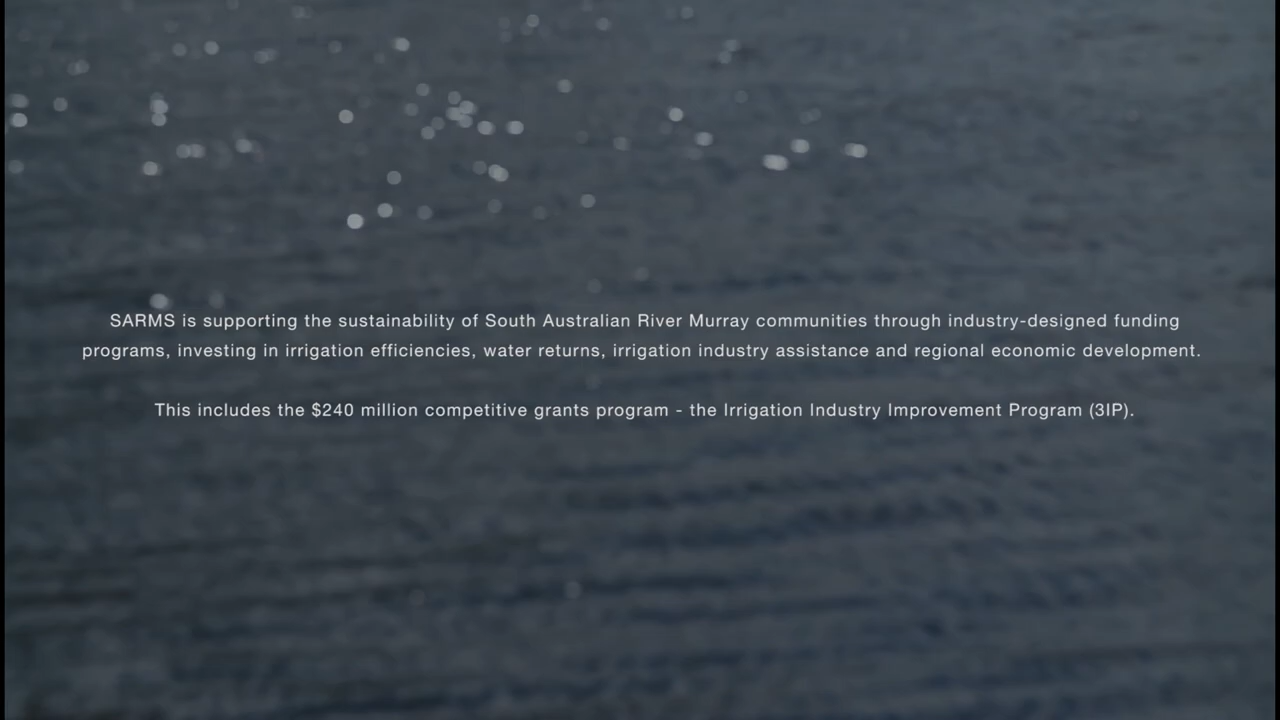 SARMS is supporting the sustainability of South Australian River Murray communities through industry-designed funding
programs, investing in irrigation efficiencies, water returns, irrigation industry assistance and regional economic development.
This includes the $240 million competitive grants program - the Irrigation Industry Improvement Program (3IP).